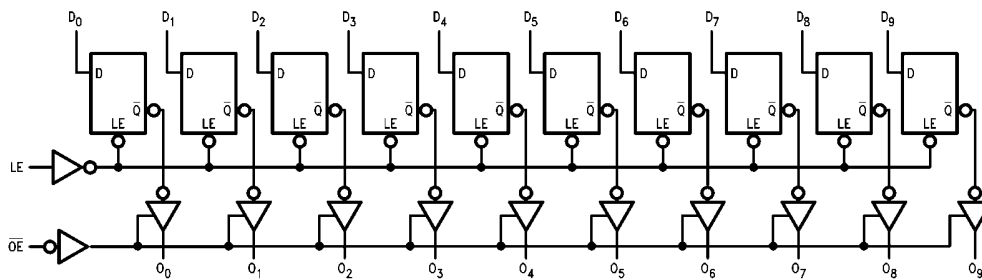 D₀ D₁ D₂ D₃ D₄ D₅ D₆ D₇ D₈ D₉
D D D D D D D D D D
Q̅ Q̅ Q̅ Q̅ Q̅ Q̅ Q̅ Q̅ Q̅ Q̅
LE LE LE LE LE LE LE LE LE LE
LE
O̅E̅
O₀ O₁ O₂ O₃ O₄ O₅ O₆ O₇ O₈ O₉